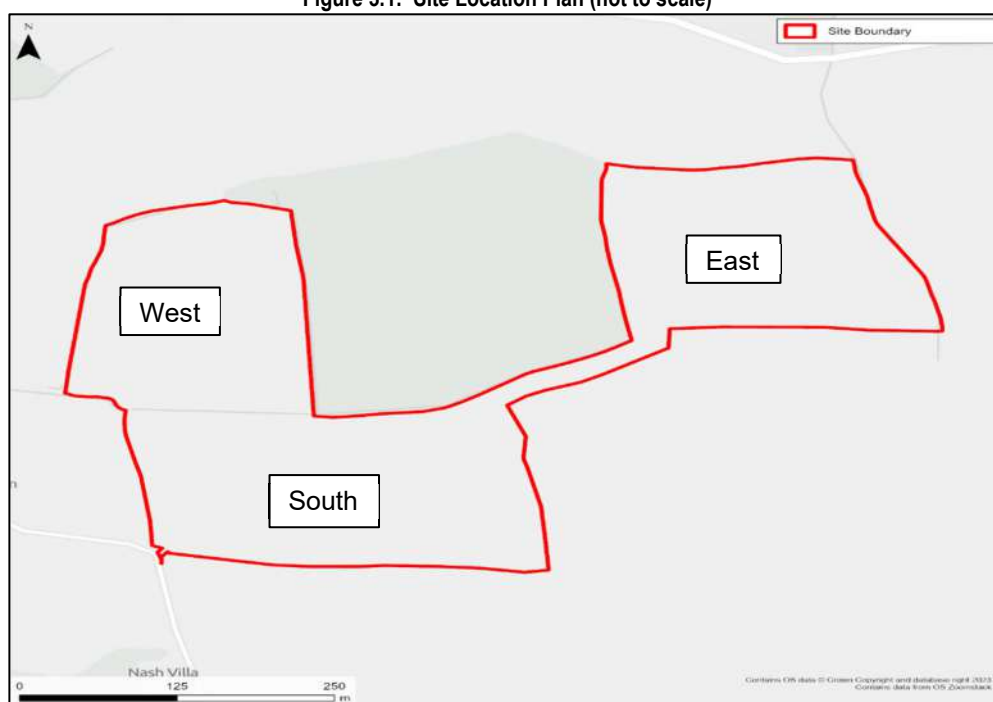 Figure 3.1: Site Location Plan (not to scale)
N
Site Boundary
East
West
South
n
Nash Villa
0 125 250
m
Contains OS data © Crown Copyright and database right 2023
Contains data from OS Zoomstack